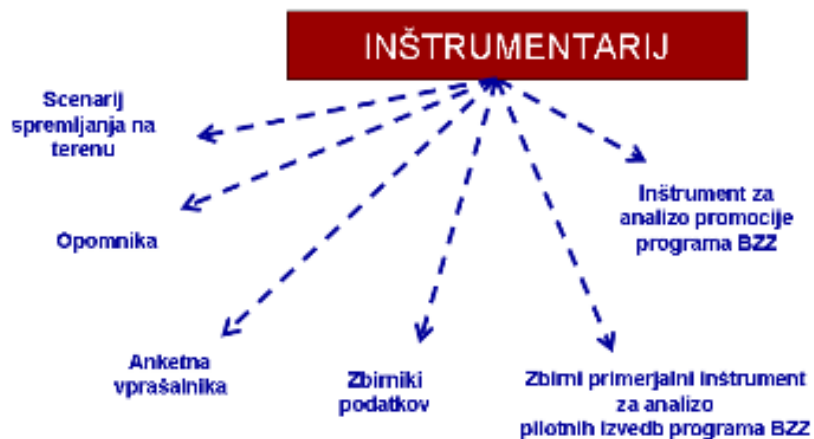 INŠTRUMENTARIJ
Scenarij
spremljanja na
terenu
Opomnika
Anketna
vprašalnika
Zbirniki
podatkov
Zbirni primerjalni inštrument
za analizo
pilotnih izvedb programa BZZ
Inštrument za
analizo promocije
programa BZZ